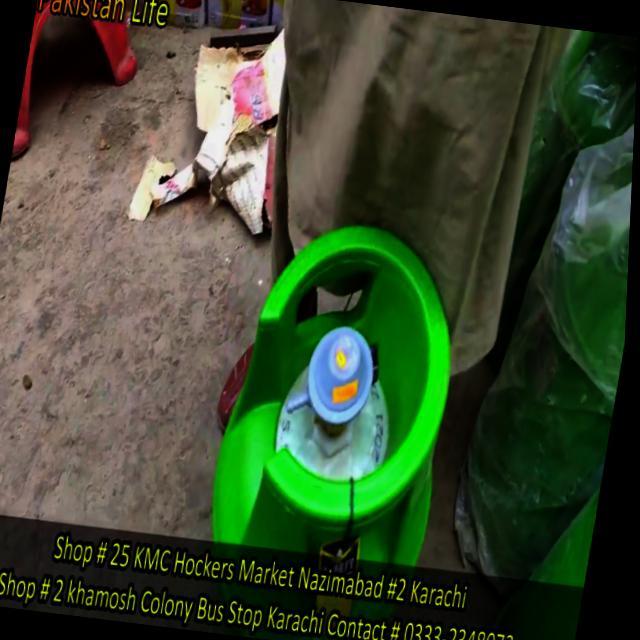 Pakistan Life
Shop # 25 KMC Hockers Market Nazimabad #2 Karachi
Shop # 2 khamosh Colony Bus Stop Karachi Contact # 0333